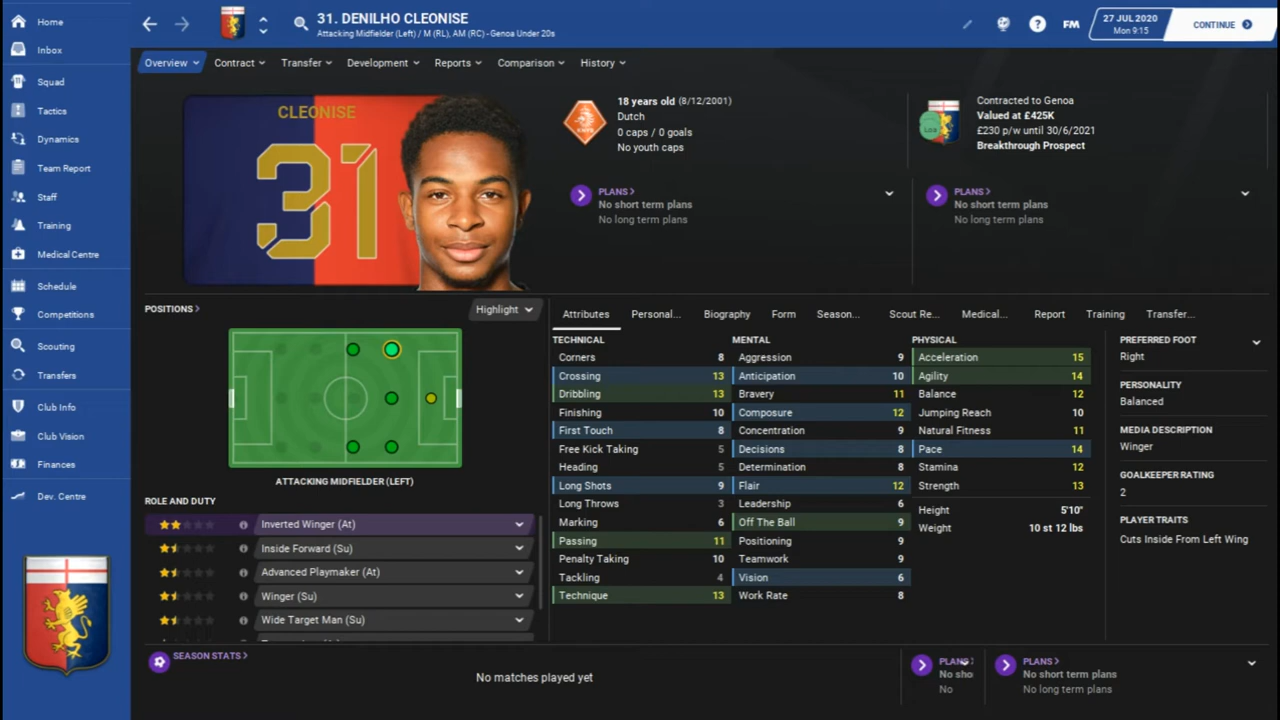 Home
Inbox
Squad
Tactics
Dynamics
Team Report
Staff
Training
Medical Centre
Schedule
Competitions
Scouting
Transfers
Club Info
Club Vision
Finances
Dev. Centre
31. DENILHO CLEONISE
Attacking Midfielder (Left) / M (RL), AM (RC) - Genoa Under 20s
?
FM
27 JUL 2020
Mon 9:15
CONTINUE
Overview
Contract
Transfer
Development
Reports
Comparison
History
CLEONISE
31
18 years old (8/12/2001)
Dutch
0 caps / 0 goals
No youth caps
Loa
Contracted to Genoa
Valued at £425K
£230 p/w until 30/6/2021
Breakthrough Prospect
PLANS >
No short term plans
No long term plans
PLANS >
No short term plans
No long term plans
POSITIONS >
Highlight
ATTACKING MIDFIELDER (LEFT)
ROLE AND DUTY
Inverted Winger (At)
Inside Forward (Su)
Advanced Playmaker (At)
Winger (Su)
Wide Target Man (Su)
Attributes
Personal...
Biography
Form
Season...
Scout Re...
Medical...
Report
Training
Transfer...
TECHNICAL
Corners 8
Crossing 13
Dribbling 13
Finishing 10
First Touch 8
Free Kick Taking 5
Heading 5
Long Shots 9
Long Throws 3
Marking 6
Passing 11
Penalty Taking 10
Tackling 4
Technique 13
MENTAL
Aggression 9
Anticipation 10
Bravery 11
Composure 12
Concentration 9
Decisions 8
Determination 8
Flair 12
Leadership 6
Off The Ball 9
Positioning 9
Teamwork 9
Vision 6
Work Rate 8
PHYSICAL
Acceleration 15
Agility 14
Balance 12
Jumping Reach 10
Natural Fitness 11
Pace 14
Stamina 12
Strength 13
Height 5'10"
Weight 10 st 12 lbs
PREFERRED FOOT
Right
PERSONALITY
Balanced
MEDIA DESCRIPTION
Winger
GOALKEEPER RATING
2
PLAYER TRAITS
Cuts Inside From Left Wing
SEASON STATS >
No matches played yet
PLANS
No sho
No
PLANS >
No short term plans
No long term plans